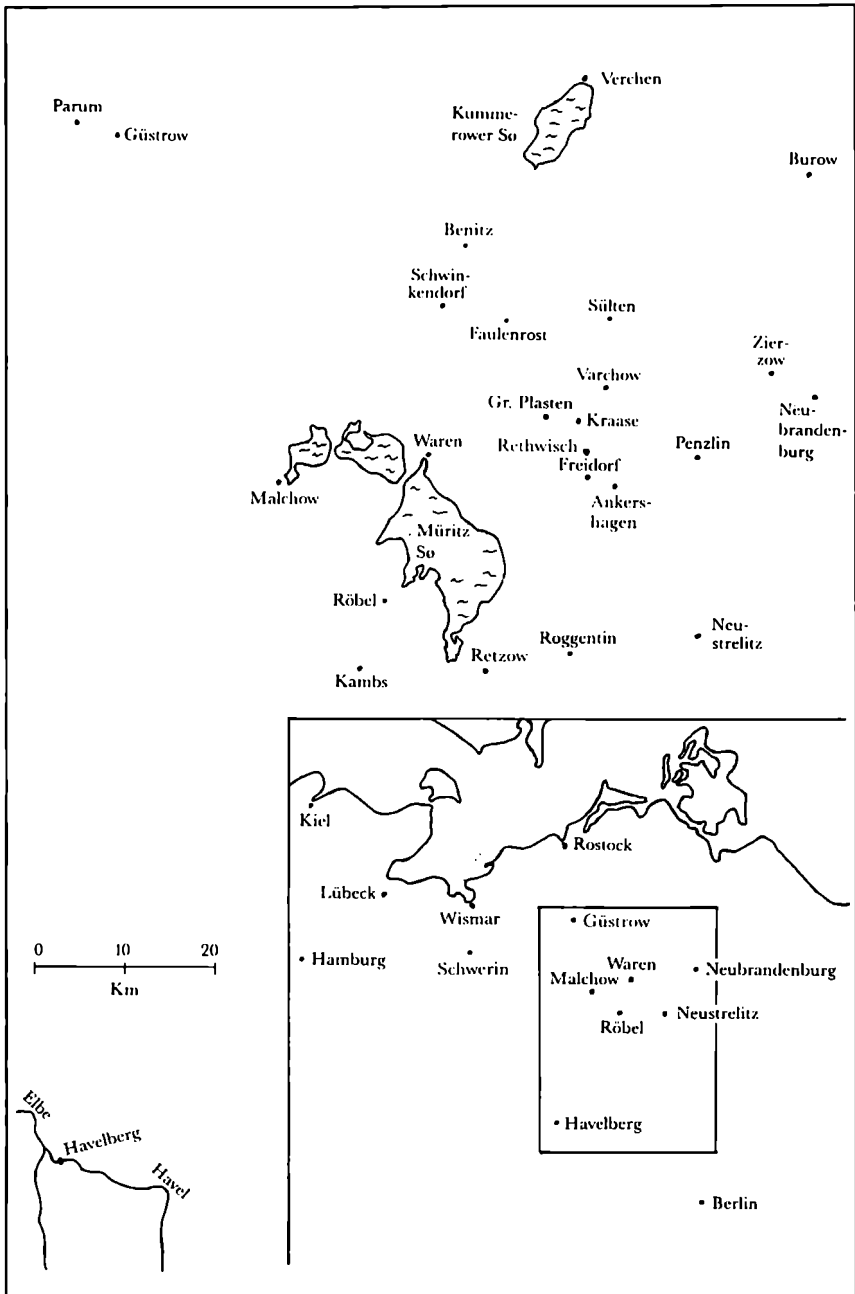 Verchen
Kumme-
rower Sø
Parum
Güstrow
Burow
Benitz
Schwin-
kendorf
Faulenrost
Sülten
Zier-
zow
Varchow
Gr. Plasten
Kraase
Neu-
branden-
burg
Waren
Rethwisch
Freidorf
Penzlin
Malchow
Ankers-
hagen
Müritz
Sø
Röbel
Roggentin
Neu-
strelitz
Kambs
Retzow
Kiel
Rostock
Lübeck
Wismar
Güstrow
0 10 20
Km
Hamburg
Schwerin
Waren
Malchow
Neubrandenburg
Röbel
Neustrelitz
Elbe
Havelberg
Havel
Havelberg
Berlin